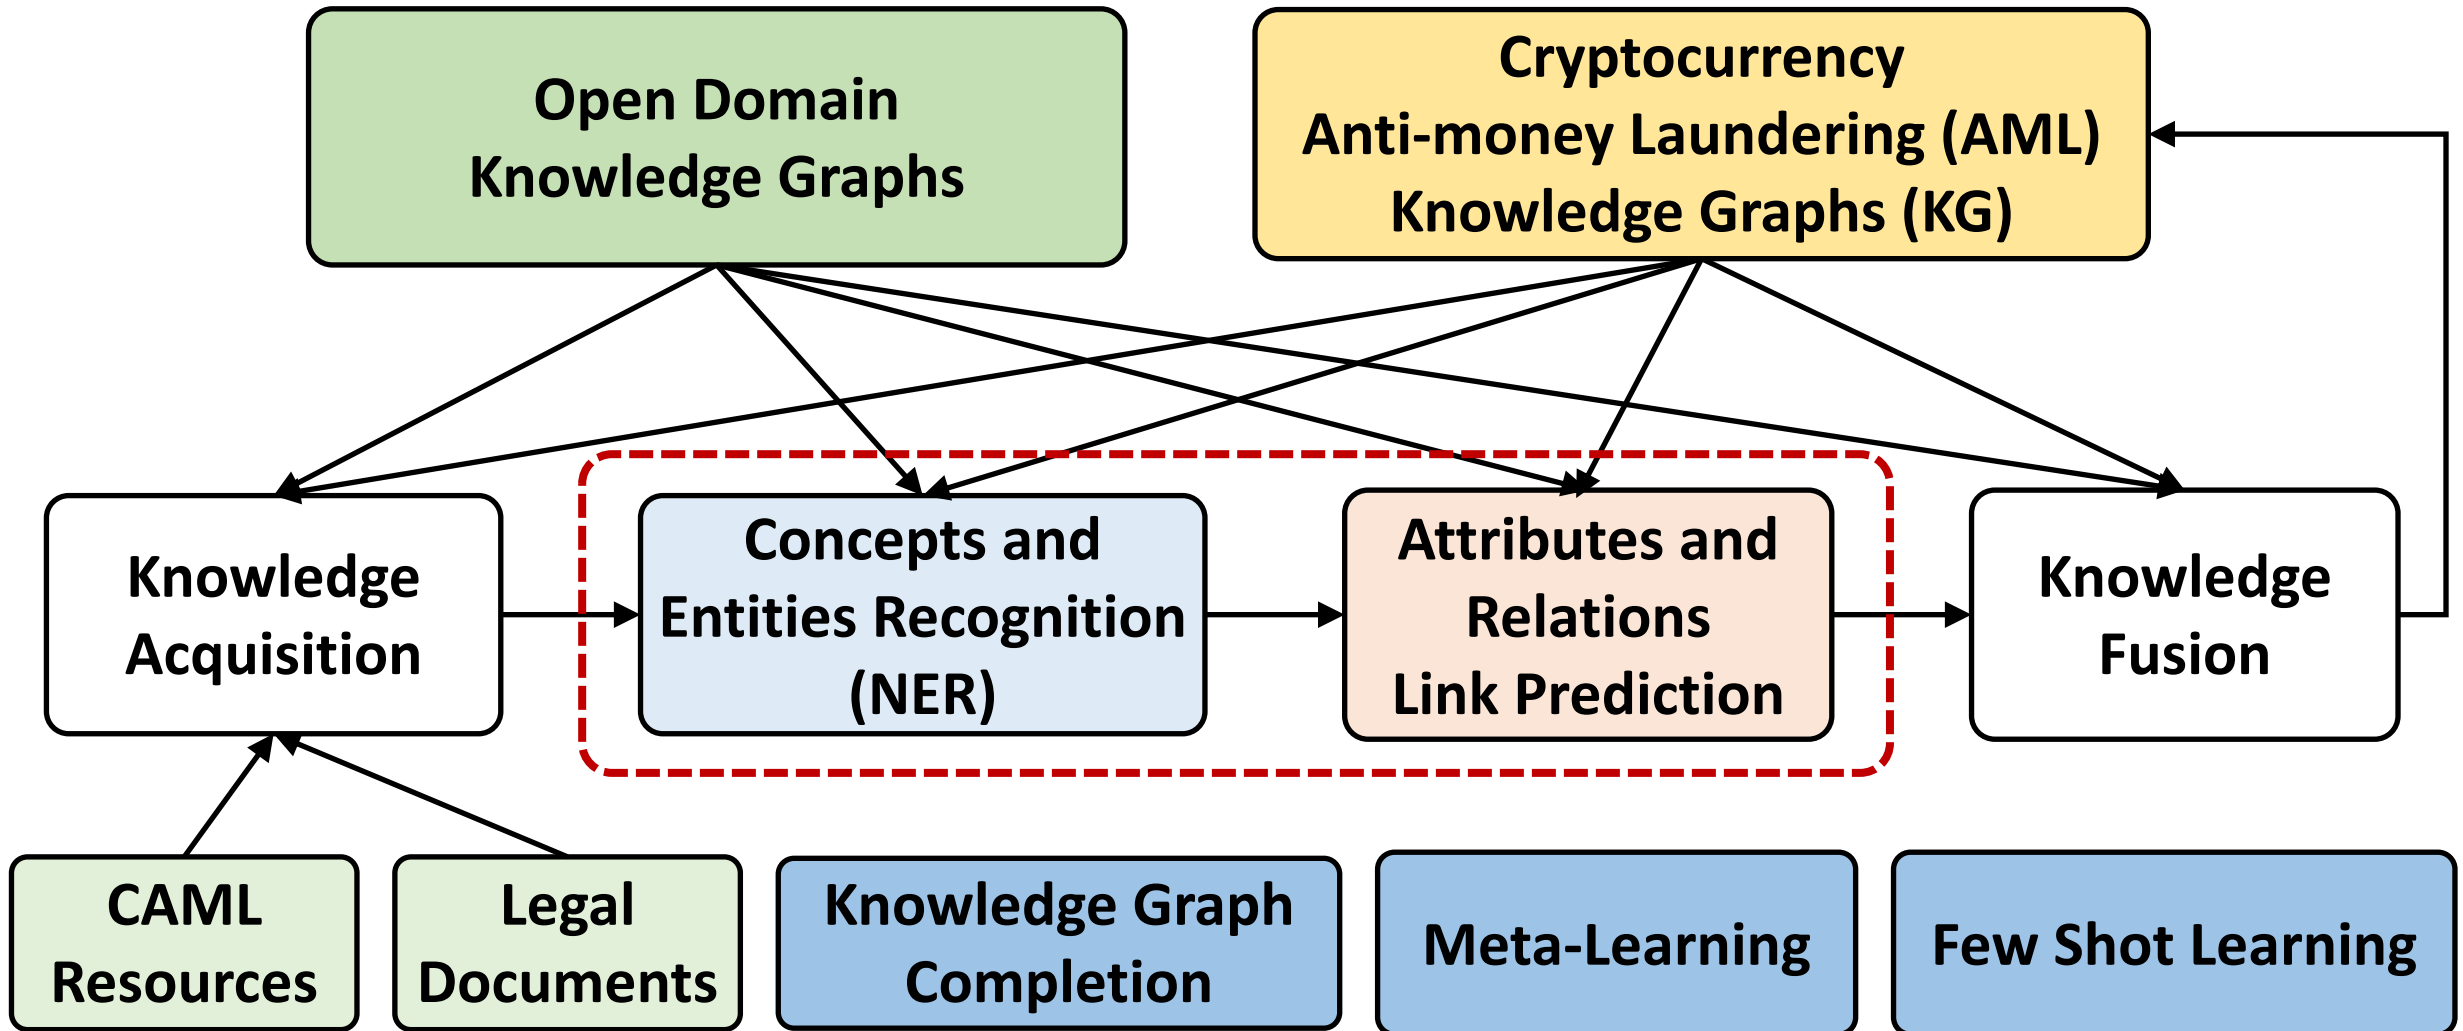 Open Domain
Knowledge Graphs
Cryptocurrency
Anti-money Laundering (AML)
Knowledge Graphs (KG)
Knowledge
Acquisition
Concepts and
Entities Recognition
(NER)
Attributes and
Relations
Link Prediction
Knowledge
Fusion
CAML
Resources
Legal
Documents
Knowledge Graph
Completion
Meta-Learning
Few Shot Learning